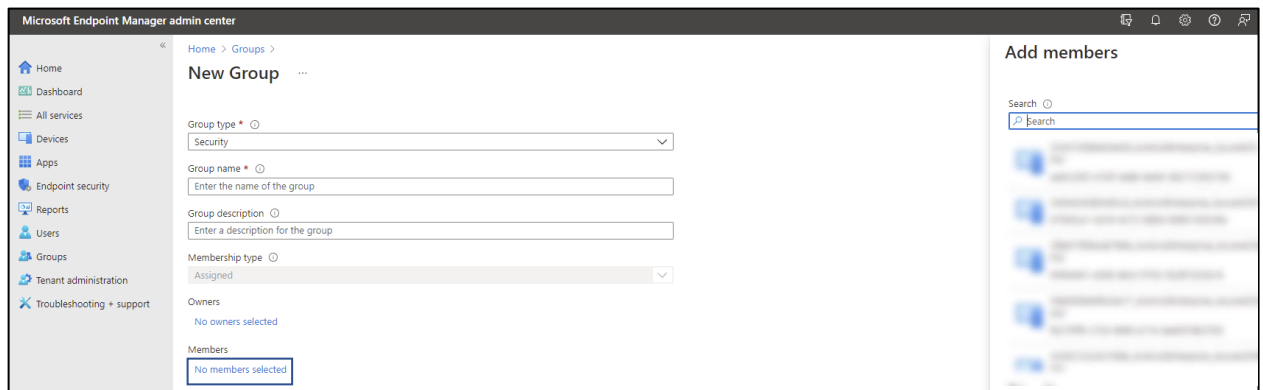 Microsoft Endpoint Manager admin center
«
Home
Dashboard
All services
Devices
Apps
Endpoint security
Reports
Users
Groups
Tenant administration
Troubleshooting + support
Home > Groups >
New Group ...
Group type *
Security
Group name *
Enter the name of the group
Group description
Enter a description for the group
Membership type
Assigned
Owners
No owners selected
Members
No members selected
Add members
Search
Search